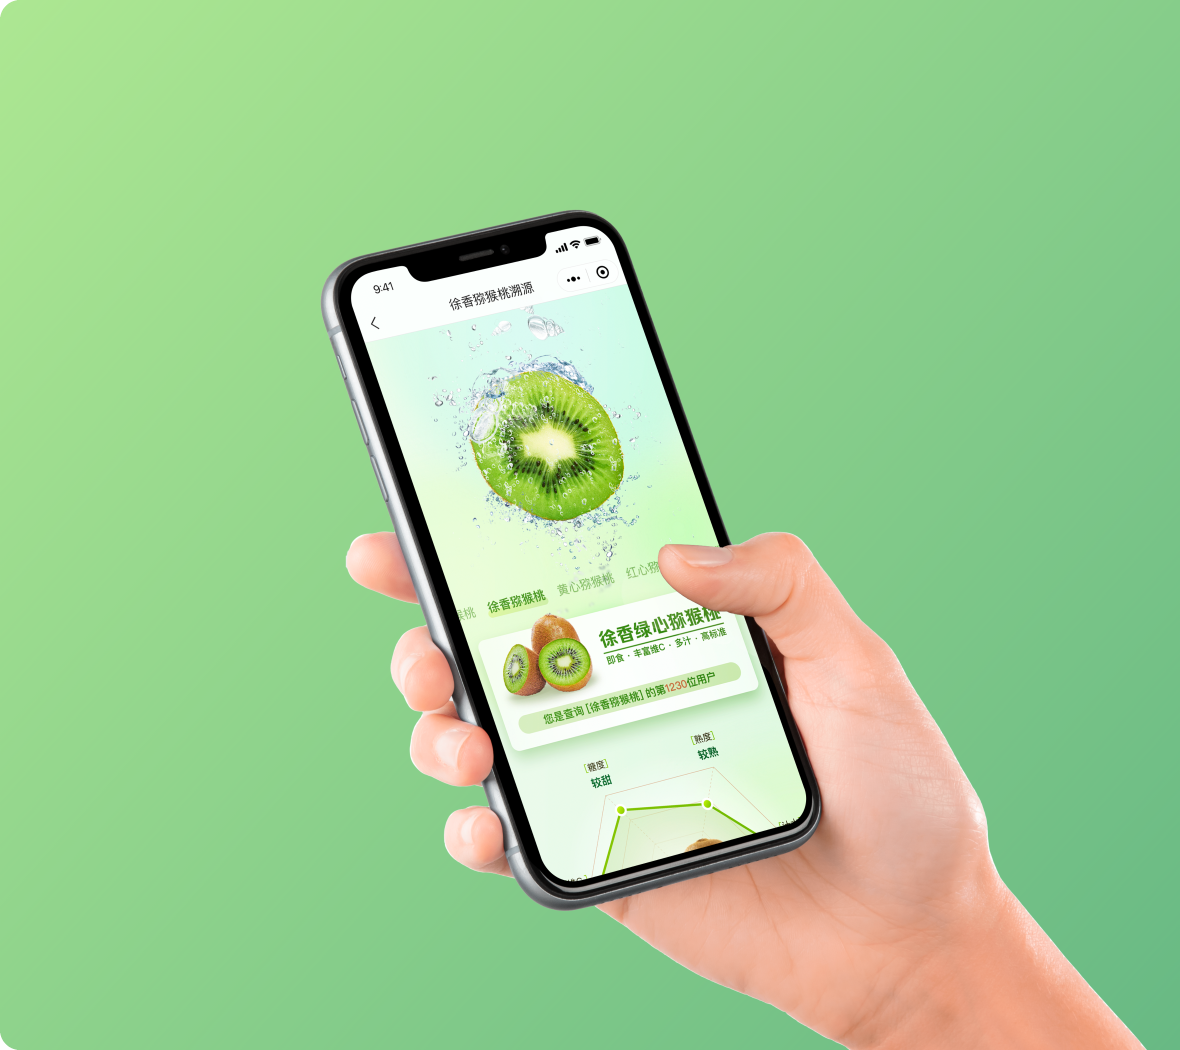 9:41
徐香猕猴桃溯源
猴桃 徐香猕猴桃 黄心猕猴桃 红心猕
徐香绿心猕猴桃
即食 · 丰富维C · 多汁 · 高标准
您是查询 [徐香猕猴桃] 的第1230位用户
[糖度]
较甜
[熟度]
较熟